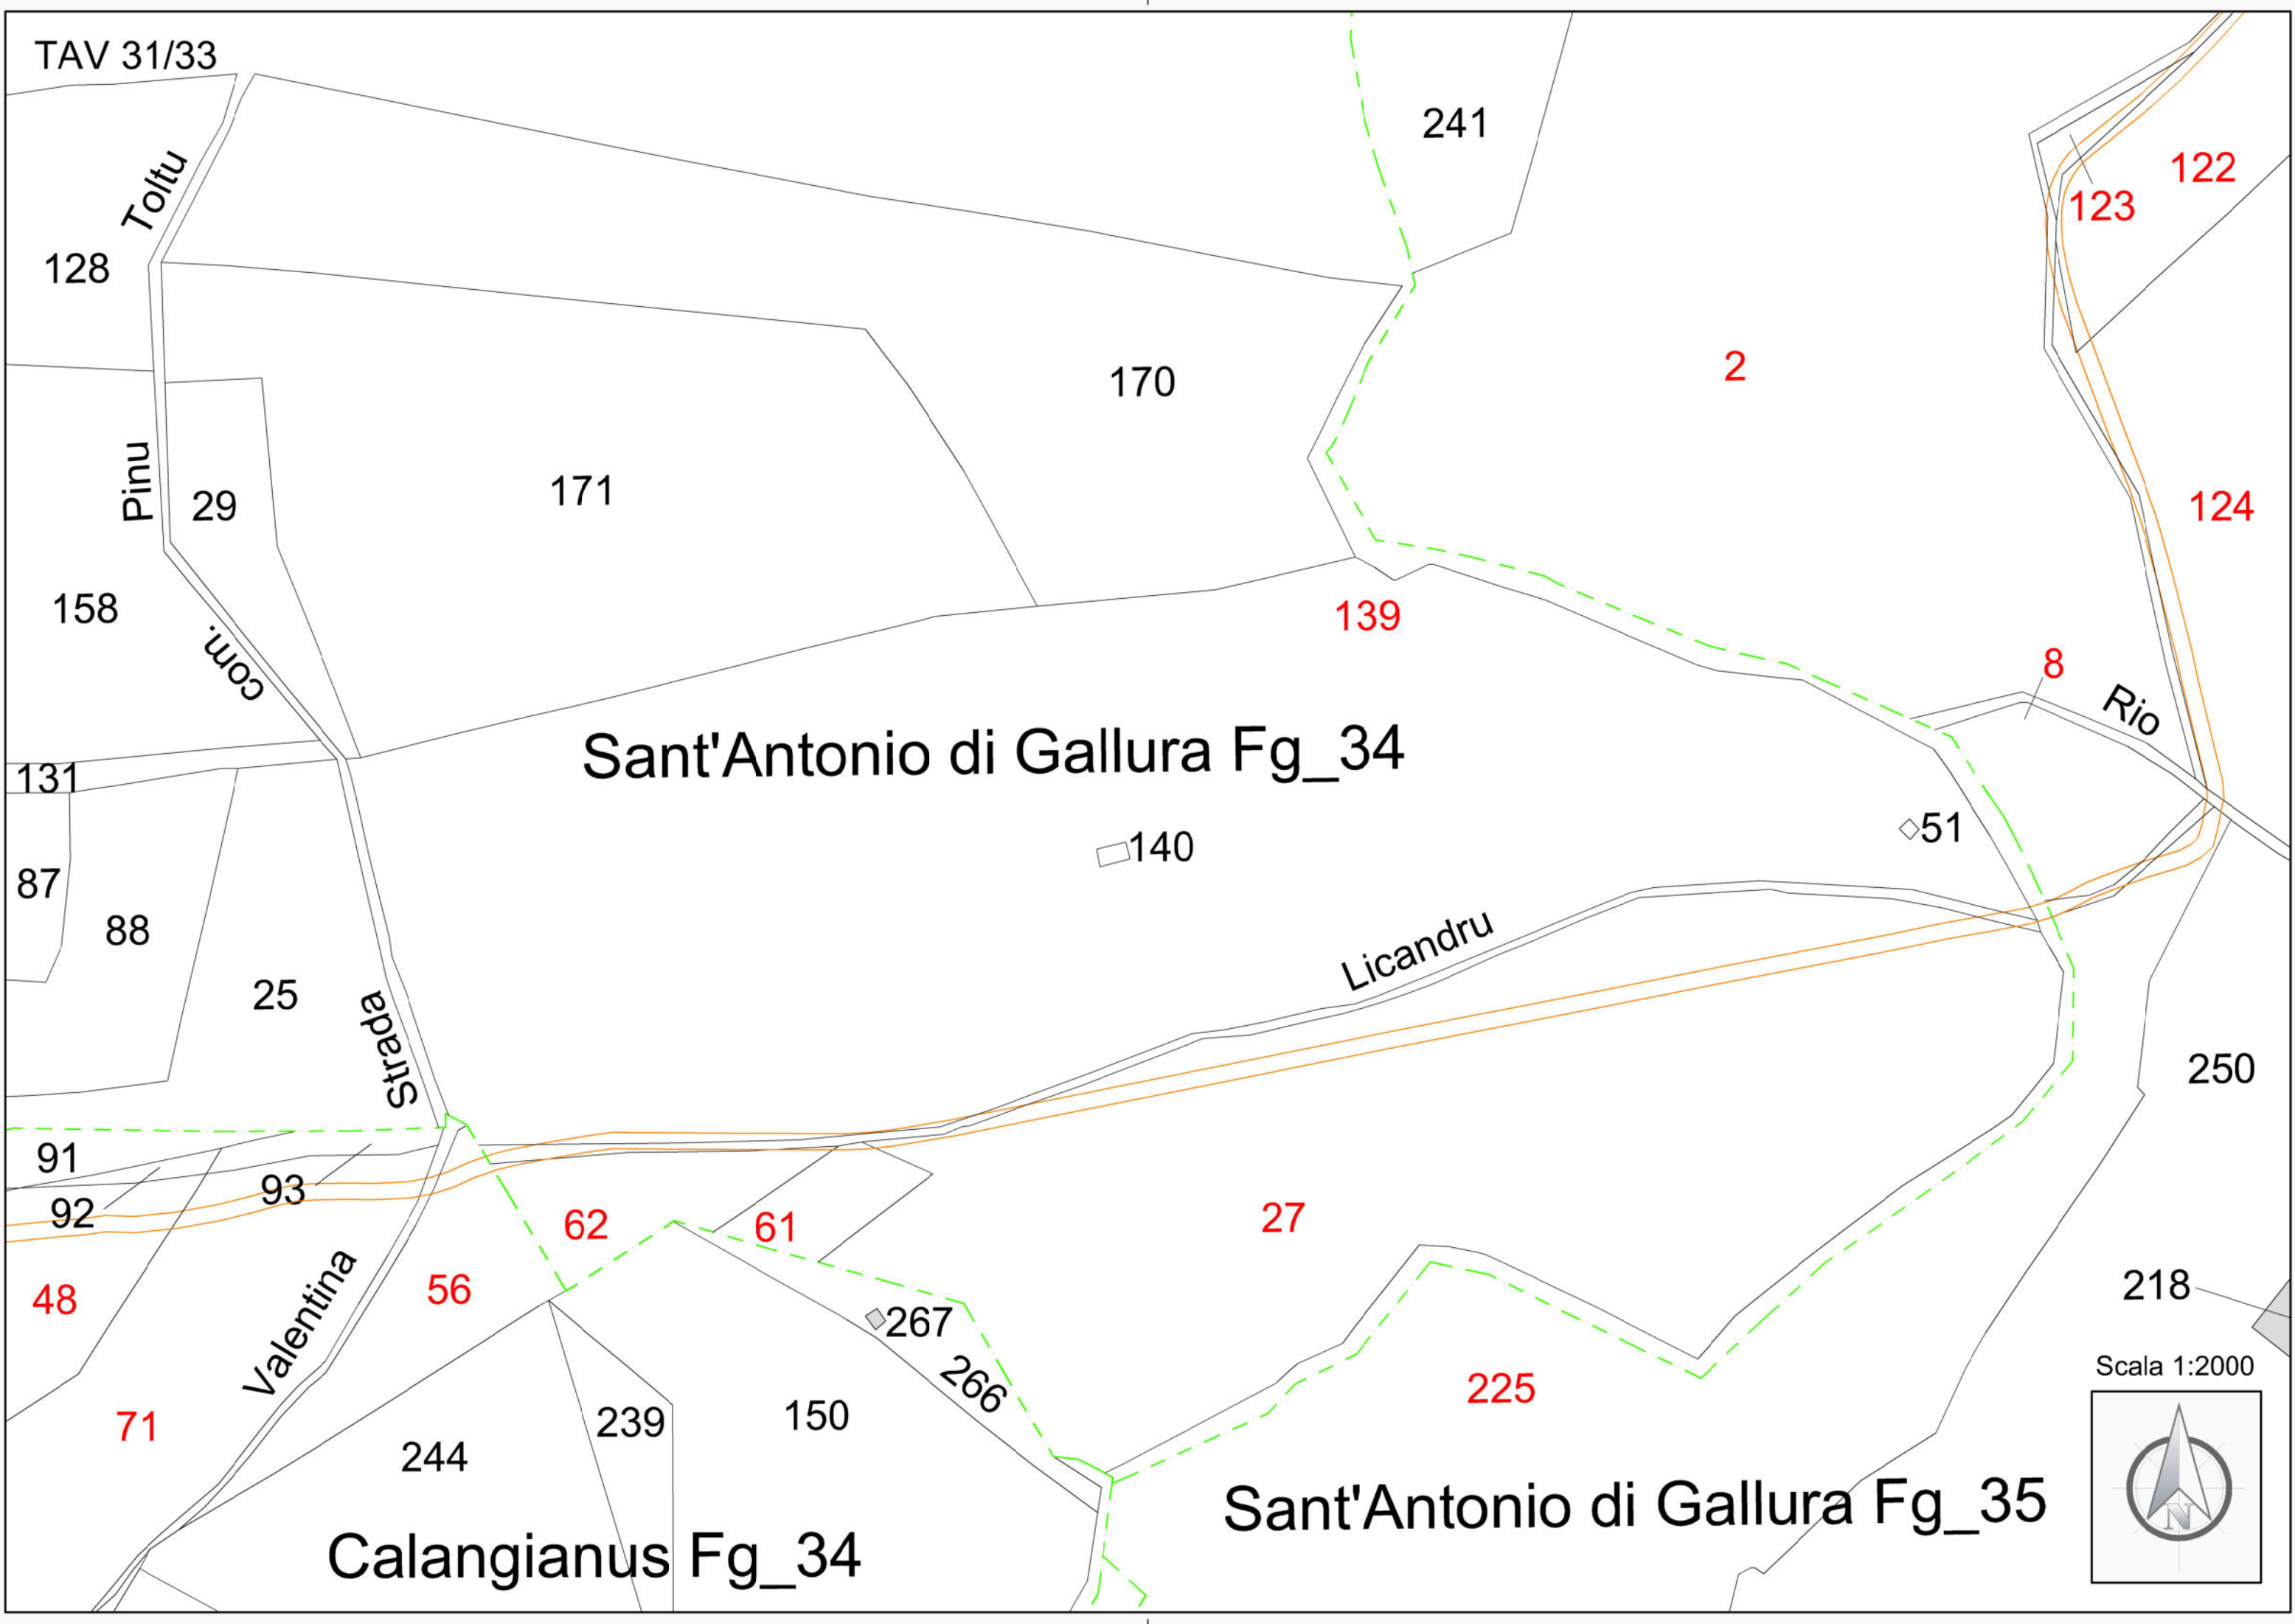 TAV 31/33
241
122
123
Toltu
128
2
170
Pinu
29
171
124
158
139
com.
8
Rio
Sant'Antonio di Gallura Fg_34
131
140
51
87
88
Licandru
25
Strada
250
91
93
92
62
61
27
48
56
Valentina
218
267
Scala 1:2000
266
225
71
239
150
244
Sant'Antonio di Gallura Fg_35
N
Calangianus Fg_34